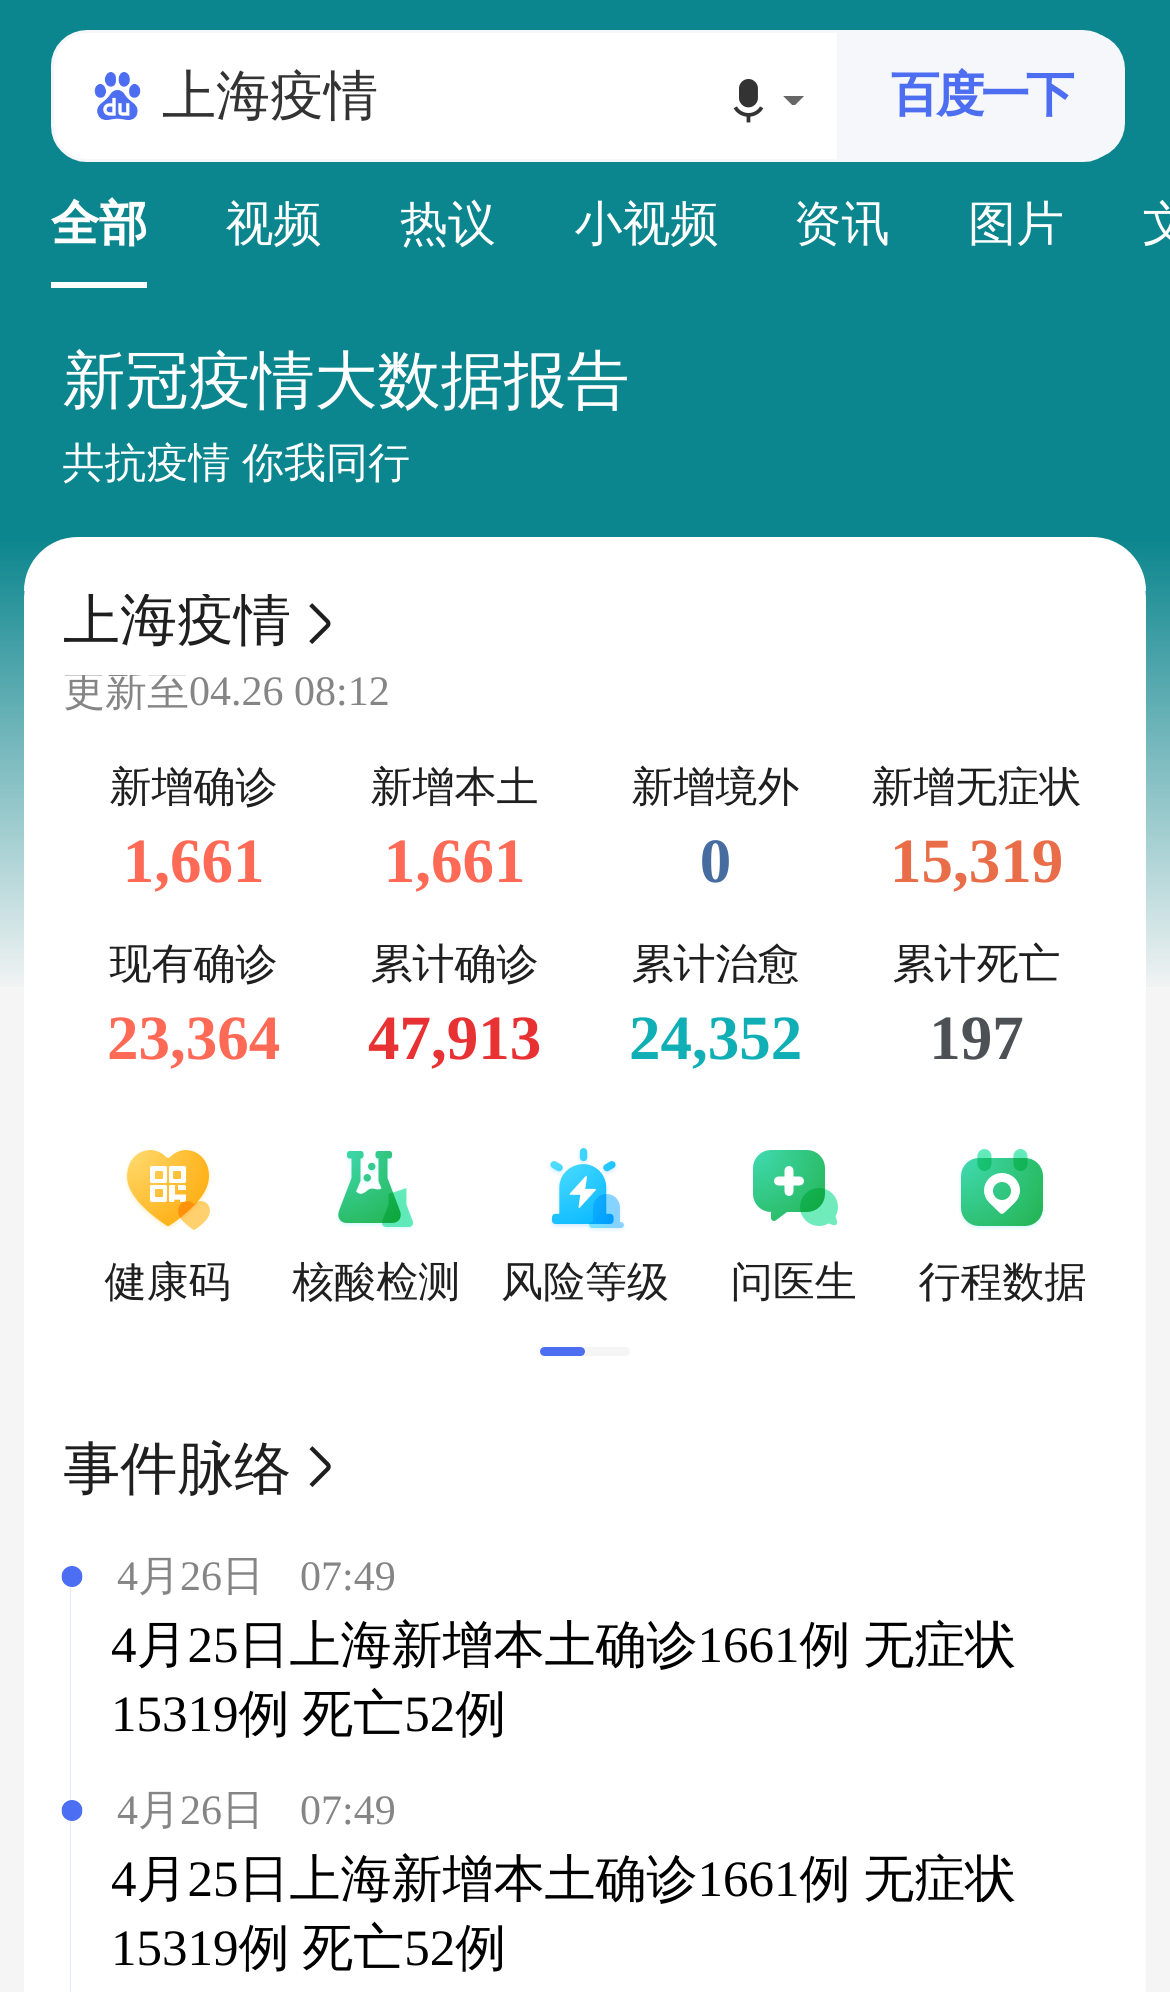 du 上海疫情 百度一下
全部 视频 热议 小视频 资讯 图片 文
新冠疫情大数据报告
共抗疫情 你我同行
上海疫情
更新至04.26 08:12
新增确诊 新增本土 新增境外 新增无症状
1,661 1,661 0 15,319
现有确诊 累计确诊 累计治愈 累计死亡
23,364 47,913 24,352 197
健康码 核酸检测 风险等级 问医生 行程数据
事件脉络
4月26日 07:49
4月25日上海新增本土确诊1661例 无症状
15319例 死亡52例
4月26日 07:49
4月25日上海新增本土确诊1661例 无症状
15319例 死亡52例